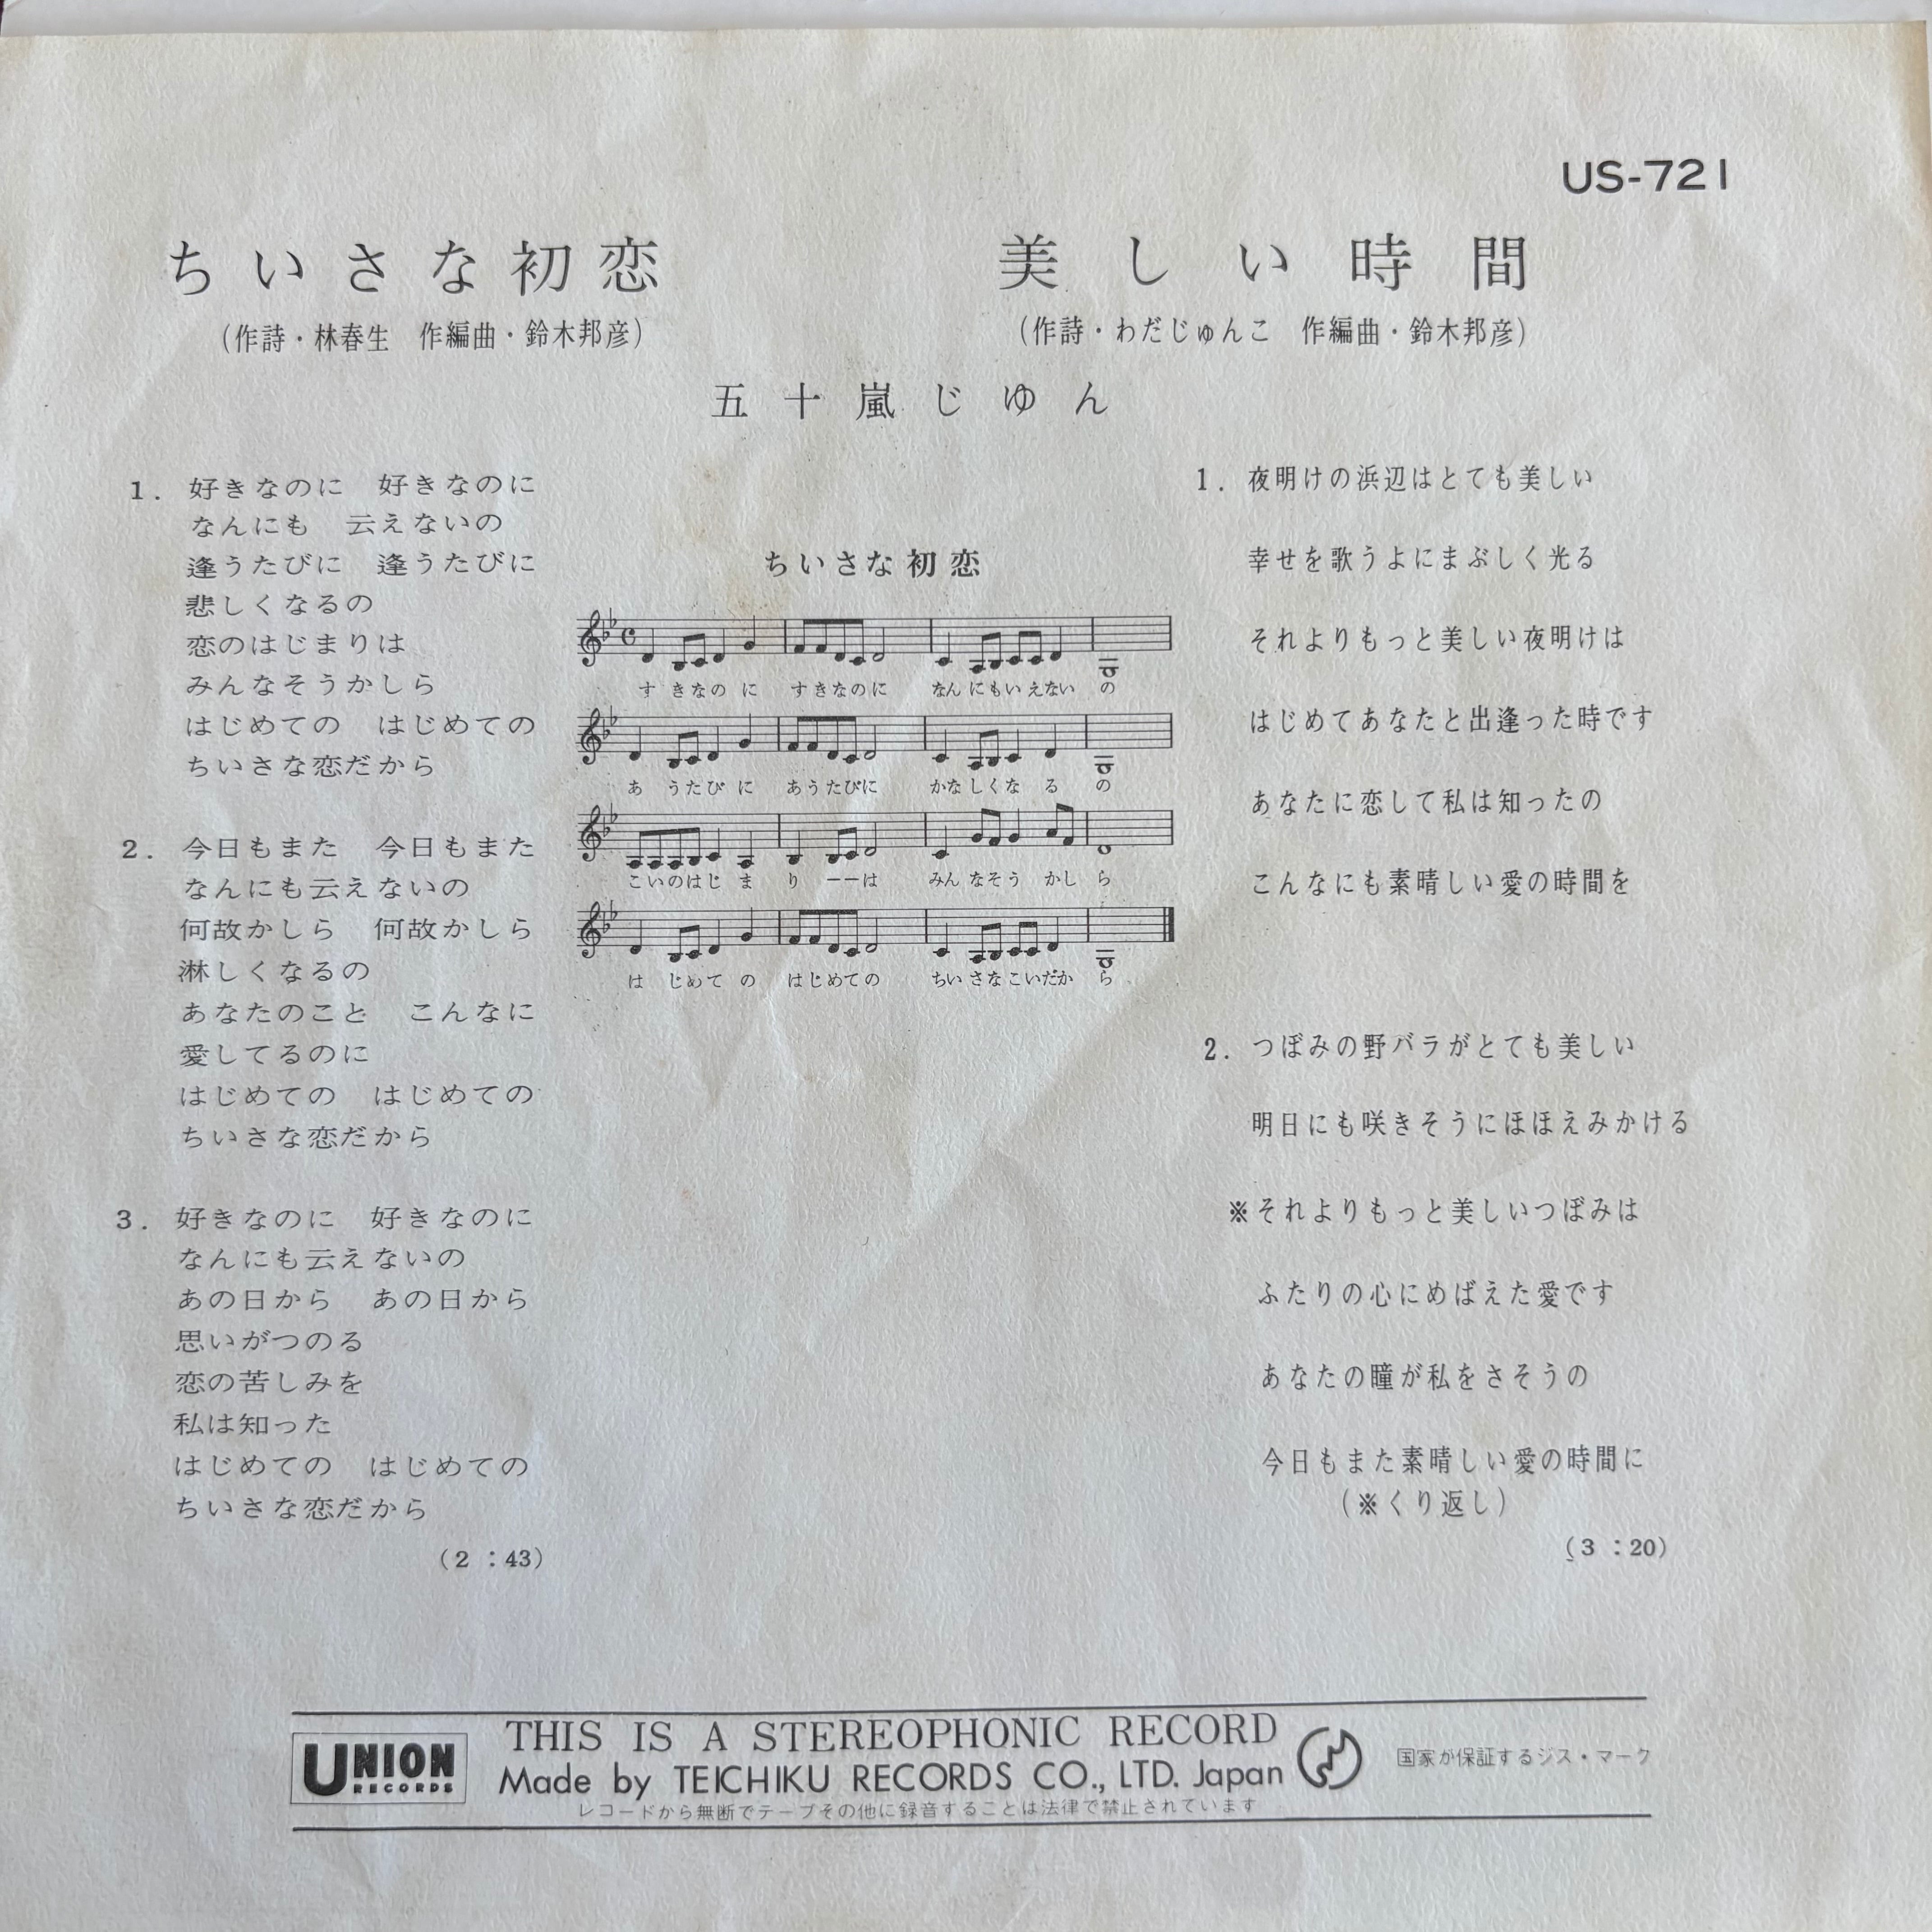 US-721
ちいさな初恋
(作詩・林春生 作編曲・鈴木邦彦)
美しい時間
(作詩・わだじゅんこ 作編曲・鈴木邦彦)
五十嵐じゆん
1. 好きなのに 好きなのに
なんにも 云えないの
逢うたびに 逢うたびに
悲しくなるの
恋のはじまりは
みんなそうかしら
はじめての はじめての
ちいさな恋だから
2. 今日もまた 今日もまた
なんにも云えないの
何故かしら 何故かしら
淋しくなるの
あなたのこと こんなに
愛してるのに
はじめての はじめての
ちいさな恋だから
3. 好きなのに 好きなのに
なんにも云えないの
あの日から あの日から
思いがつのる
恋の苦しみを
私は知った
はじめての はじめての
ちいさな恋だから
(2:43)
ちいさな初恋
す きなの に すきなのに なんにもいえない の
あ うたび に あうたびに かなしくな る の
こいのはじ ま り ーーは みん なそう かし ら
は じめて の はじめての ちいさなこいだか ら
1. 夜明けの浜辺はとても美しい
幸せを歌うよにまぶしく光る
それよりもっと美しい夜明けは
はじめてあなたと出逢った時です
あなたに恋して私は知ったの
こんなにも素晴しい愛の時間を
2. つぼみの野バラがとても美しい
明日にも咲きそうにほほえみかける
※それよりもっと美しいつぼみは
ふたりの心にめばえた愛です
あなたの瞳が私をさそうの
今日もまた素晴しい愛の時間に
(※くり返し)
(3:20)
UNION RECORDS
THIS IS A STEREOPHONIC RECORD
Made by TEICHIKU RECORDS CO., LTD. Japan
国家が保証するジス・マーク
レコードから無断でテープその他に録音することは法律で禁止されています